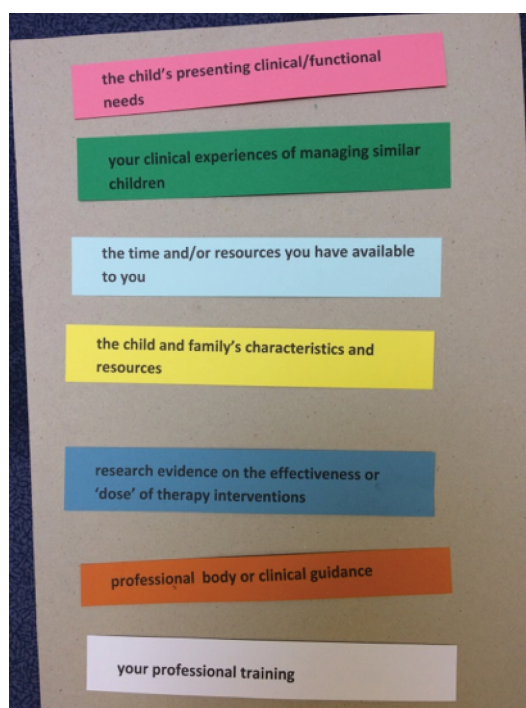 the child's presenting clinical/functional
needs
your clinical experiences of managing similar
children
the time and/or resources you have available
to you
the child and family's characteristics and
resources
research evidence on the effectiveness or
'dose' of therapy interventions
professional  body or clinical guidance
your professional training